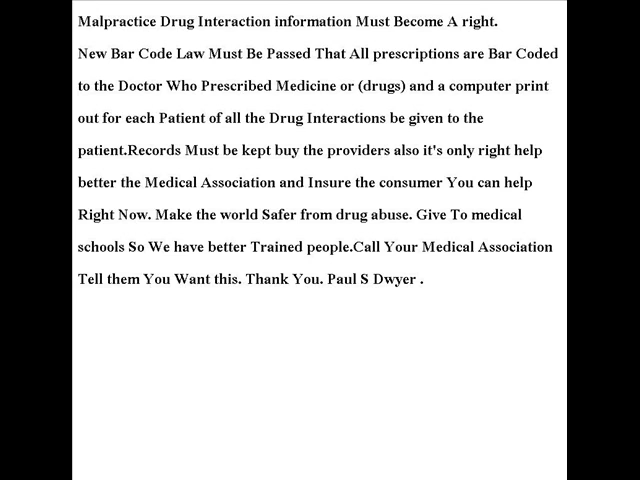 Malpractice Drug Interaction information Must Become A right.
New Bar Code Law Must Be Passed That All prescriptions are Bar Coded
to the Doctor Who Prescribed Medicine or (drugs) and a computer print
out for each Patient of all the Drug Interactions be given to the
patient.Records Must be kept buy the providers also it's only right help
better the Medical Association and Insure the consumer You can help
Right Now. Make the world Safer from drug abuse. Give To medical
schools So We have better Trained people.Call Your Medical Association
Tell them You Want this. Thank You. Paul S Dwyer .